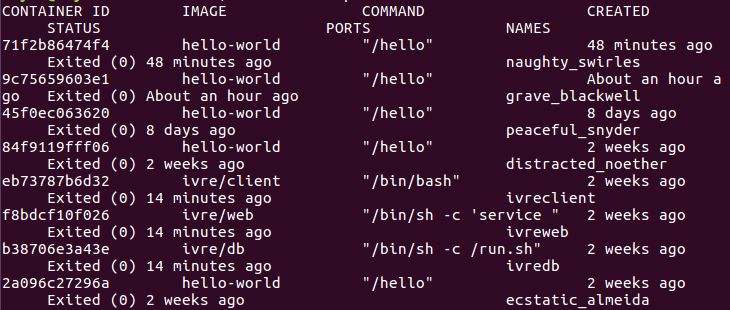 CONTAINER ID        IMAGE               COMMAND                  CREATED
     STATUS                         PORTS               NAMES
71f2b86474f4        hello-world         "/hello"                 48 minutes ago
     Exited (0) 48 minutes ago                          naughty_swirles
9c75659603e1        hello-world         "/hello"                 About an hour a
go   Exited (0) About an hour ago                       grave_blackwell
45f0ec063620        hello-world         "/hello"                 8 days ago
     Exited (0) 8 days ago                              peaceful_snyder
84f9119fff06        hello-world         "/hello"                 2 weeks ago
     Exited (0) 2 weeks ago                             distracted_noether
eb73787b6d32        ivre/client         "/bin/bash"              2 weeks ago
     Exited (0) 14 minutes ago                          ivreclient
f8bdcf10f026        ivre/web            "/bin/sh -c 'service "   2 weeks ago
     Exited (0) 14 minutes ago                          ivreweb
b38706e3a43e        ivre/db             "/bin/sh -c /run.sh"     2 weeks ago
     Exited (0) 14 minutes ago                          ivredb
2a096c27296a        hello-world         "/hello"                 2 weeks ago
     Exited (0) 2 weeks ago                             ecstatic_almeida